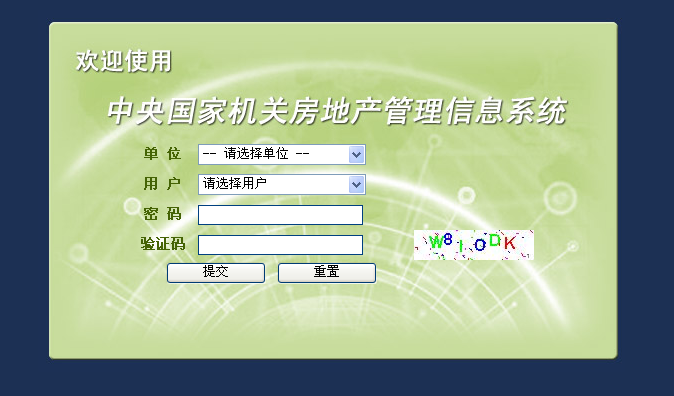 欢迎使用
中央国家机关房地产管理信息系统
单 位 -- 请选择单位 --
用 户 请选择用户
密 码
验证码
提交 重置